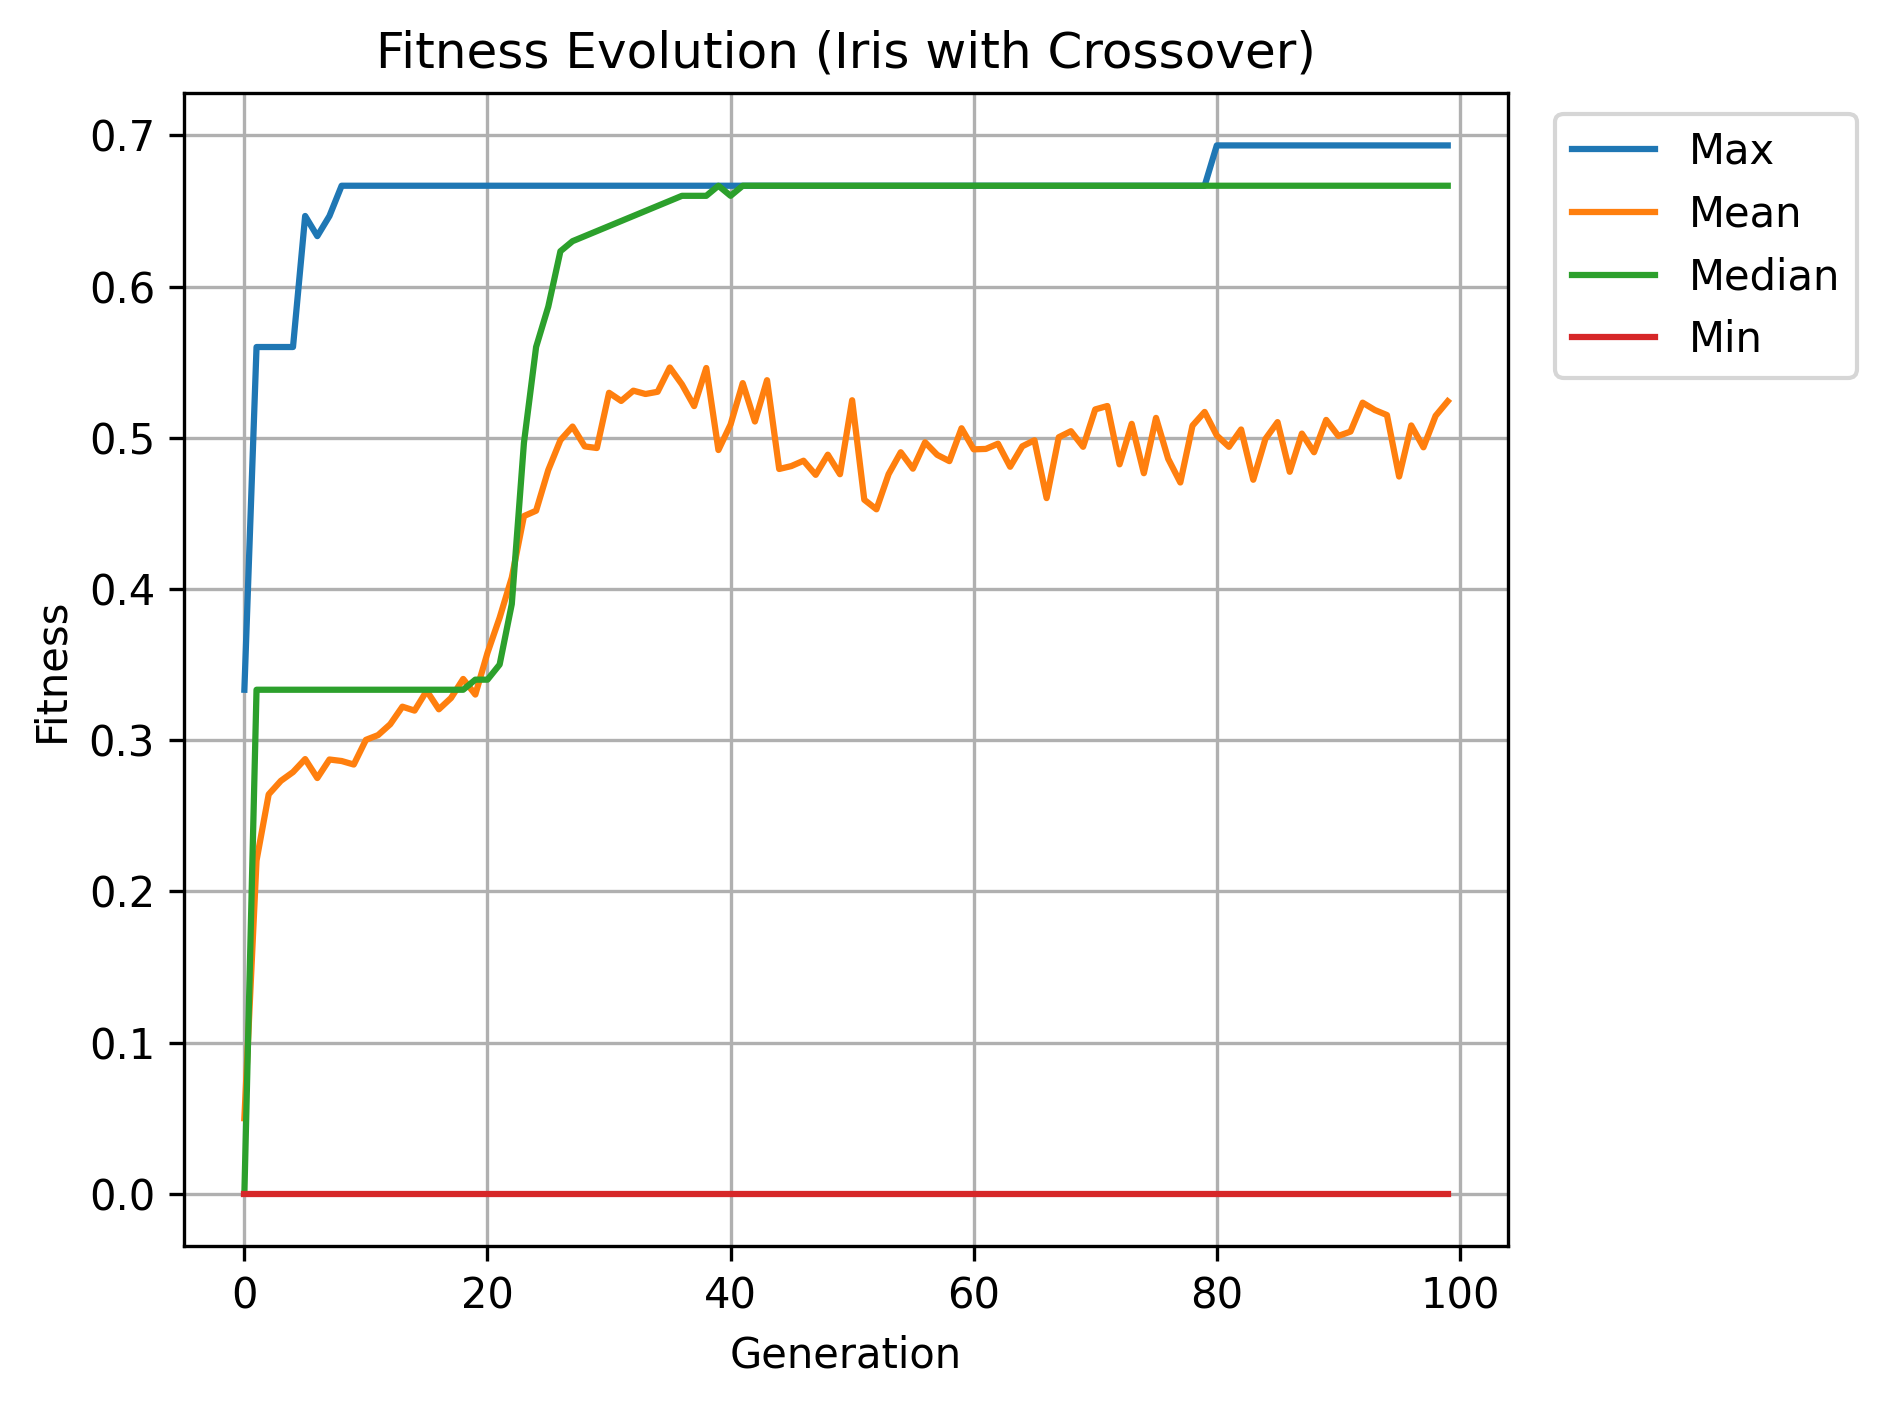 Fitness Evolution (Iris with Crossover)
Max
Mean
Median
Min
0.7
0.6
0.5
0.4
0.3
0.2
0.1
0.0
Fitness
0 20 40 60 80 100
Generation